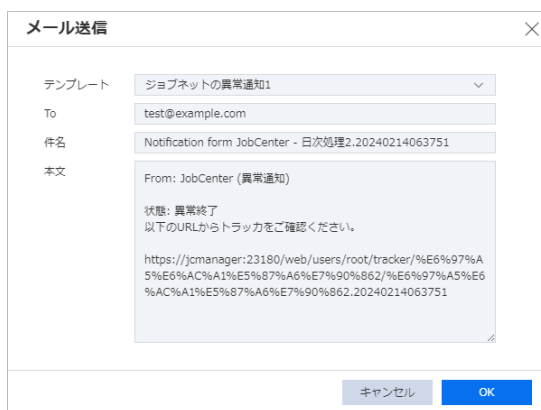 メール送信
テンプレート ジョブネットの異常通知1
To test@example.com
件名 Notification form JobCenter - 日次処理2.20240214063751
本文
From: JobCenter (異常通知)
状態: 異常終了
以下のURLからトラッカをご確認ください。
https://jcmanager:23180/web/users/root/tracker/%E6%97%A
5%E6%AC%A1%E5%87%A6%E7%90%862/%E6%97%A5%E6
%AC%A1%E5%87%A6%E7%90%862.20240214063751
キャンセル OK